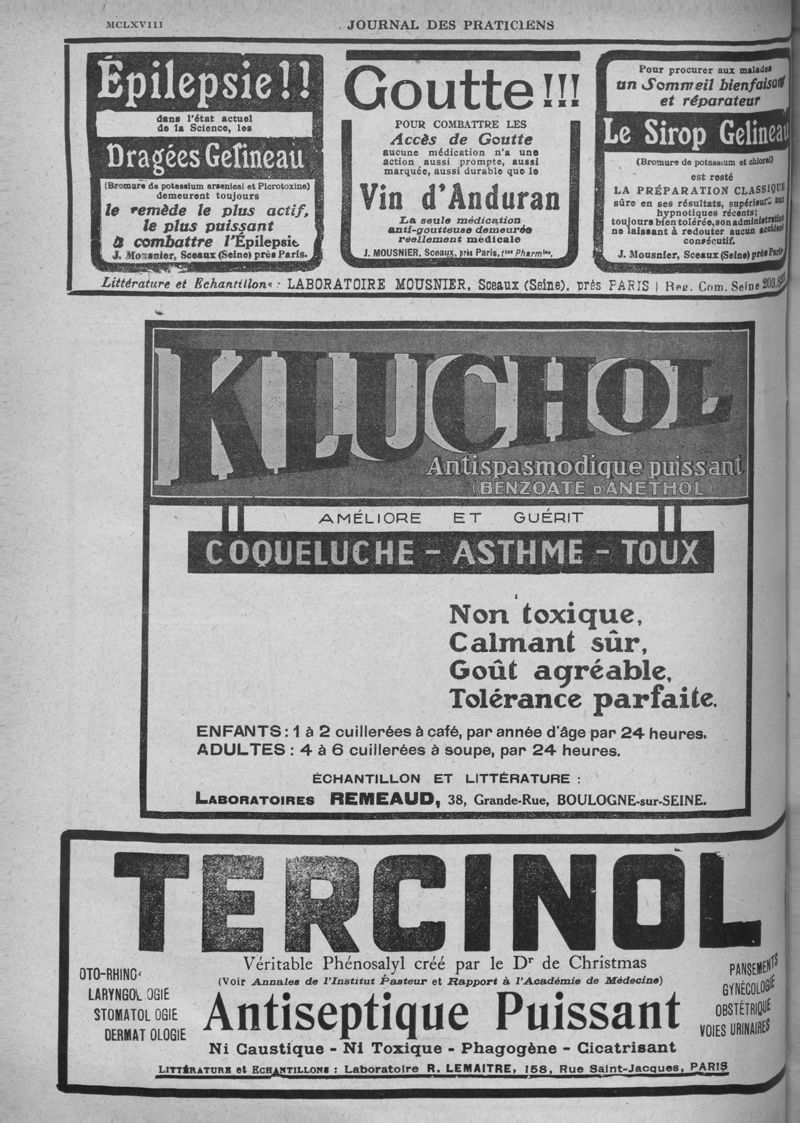 MCLXVIII
JOURNAL DES PRATICIENS
Épilepsie!!
dans l'état actuel
de la Science, les
Dragées Gelineau
(Bromure de potassium arsenical et Picrotoxine)
demeurent toujours
le remède le plus actif,
le plus puissant
à combattre l'Épilepsie
J. Mousnier, Sceaux (Seine) près Paris.
Goutte!!!
POUR COMBATTRE LES
Accès de Goutte
aucune médication n'a une
action aussi prompte, aussi
marquée, aussi durable que le
Vin d'Anduran
La seule médication
anti-goutteuse demeurée
réellement médicale
J. MOUSNIER, Sceaux, près Paris,
Pour procurer aux malades
un Sommeil bienfaisant
et réparateur
Le Sirop Gelineau
(Bromure de potassium et chloral)
est resté
LA PRÉPARATION CLASSIQUE
sûre en ses résultats, supérieure aux
hypnotiques récents;
toujours bien tolérée, son administration
ne laissant à redouter aucun accident
consécutif.
J. Mousnier, Sceaux (Seine) près Paris
Littérature et Echantillons : LABORATOIRE MOUSNIER, Sceaux (Seine), près PARIS | Reg. Com. Seine
KLUCHOL
Antispasmodique puissant
(BENZOATE D'ANETHOL)
AMÉLIORE ET GUÉRIT
COQUELUCHE - ASTHME - TOUX
Non toxique,
Calmant sûr,
Goût agréable,
Tolérance parfaite.
ENFANTS : 1 à 2 cuillerées à café, par année d'âge par 24 heures.
ADULTES : 4 à 6 cuillerées à soupe, par 24 heures.
ÉCHANTILLON ET LITTÉRATURE :
LABORATOIRES REMEAUD, 38, Grande-Rue, BOULOGNE-sur-SEINE.
TERCINOL
Véritable Phénosalyl créé par le Dr de Christmas
(Voir Annales de l'Institut Pasteur et Rapport à l'Académie de Médecine)
OTO-RHINO-
LARYNGOLOGIE
STOMATOLOGIE
DERMATOLOGIE
Antiseptique Puissant
PANSEMENTS
GYNÉCOLOGIE
OBSTÉTRIQUE
VOIES URINAIRES
Ni Caustique - Ni Toxique - Phagogène - Cicatrisant
LITTÉRATURE et ECHANTILLONS : Laboratoire R. LEMAITRE, 158, Rue Saint-Jacques, PARIS